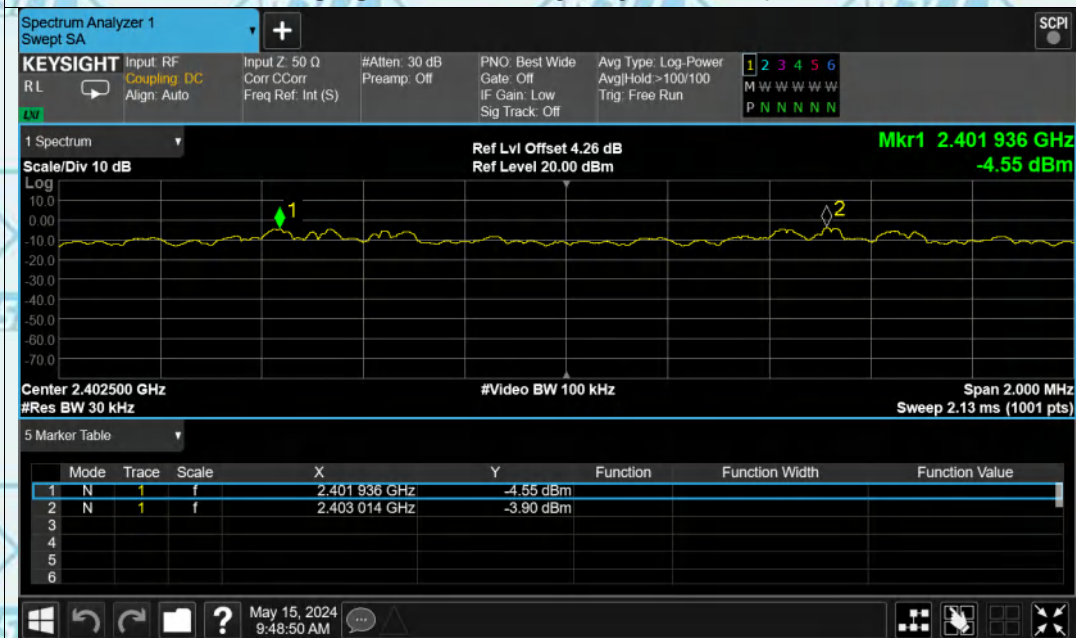 Spectrum Analyzer 1
Swept SA
+
SCPI
KEYSIGHT
RL
LXI
Input: RF
Coupling: DC
Align: Auto
Input Z: 50 Ω
Corr CCorr
Freq Ref: Int (S)
#Atten: 30 dB
Preamp: Off
PNO: Best Wide
Gate: Off
IF Gain: Low
Sig Track: Off
Avg Type: Log-Power
Avg|Hold:>100/100
Trig: Free Run
1 2 3 4 5 6
M W W W W W
P N N N N N
1 Spectrum
Scale/Div 10 dB
Ref Lvl Offset 4.26 dB
Ref Level 20.00 dBm
Mkr1 2.401 936 GHz
-4.55 dBm
Log
10.0
0.00
-10.0
-20.0
-30.0
-40.0
-50.0
-60.0
-70.0
1
2
Center 2.402500 GHz
#Res BW 30 kHz
#Video BW 100 kHz
Span 2.000 MHz
Sweep 2.13 ms (1001 pts)
5 Marker Table
Mode Trace Scale X Y Function Function Width Function Value
1 N 1 f 2.401 936 GHz -4.55 dBm
2 N 1 f 2.403 014 GHz -3.90 dBm
3
4
5
6
?
May 15, 2024
9:48:50 AM